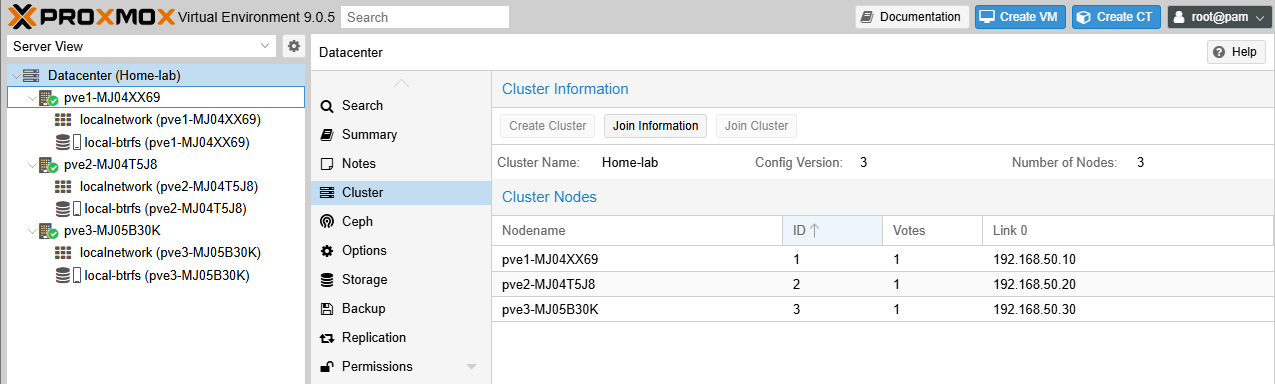 PROXMOX Virtual Environment 9.0.5 Search Documentation Create VM Create CT root@pam
Server View
Datacenter Help
Datacenter (Home-lab)
pve1-MJ04XX69
localnetwork (pve1-MJ04XX69)
local-btrfs (pve1-MJ04XX69)
pve2-MJ04T5J8
localnetwork (pve2-MJ04T5J8)
local-btrfs (pve2-MJ04T5J8)
pve3-MJ05B30K
localnetwork (pve3-MJ05B30K)
local-btrfs (pve3-MJ05B30K)
Search
Summary
Notes
Cluster
Ceph
Options
Storage
Backup
Replication
Permissions
Cluster Information
Create Cluster Join Information Join Cluster
Cluster Name: Home-lab Config Version: 3 Number of Nodes: 3
Cluster Nodes
Nodename ID Votes Link 0
pve1-MJ04XX69 1 1 192.168.50.10
pve2-MJ04T5J8 2 1 192.168.50.20
pve3-MJ05B30K 3 1 192.168.50.30